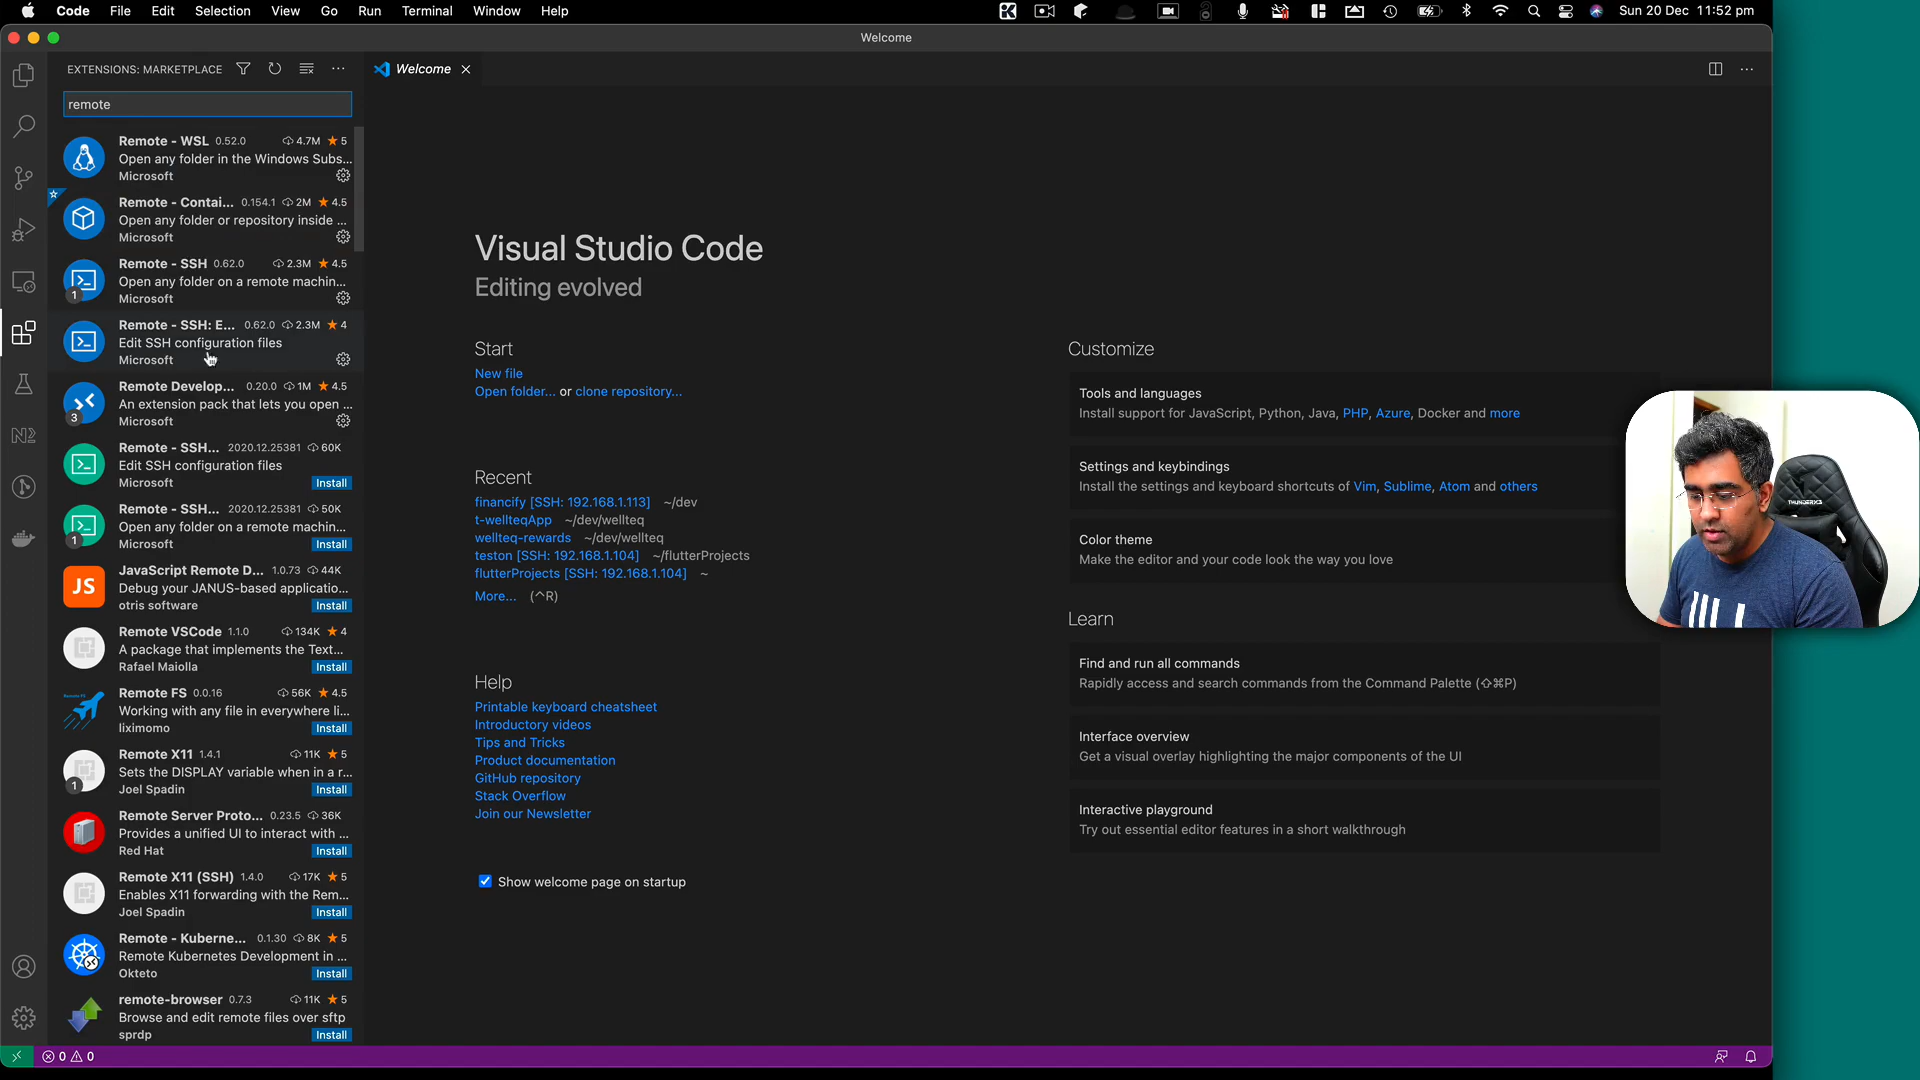 Code File Edit Selection View Go Run Terminal Window Help Sun 20 Dec 11:52 pm
Welcome
EXTENSIONS: MARKETPLACE
Welcome
remote
Remote - WSL 0.52.0 4.7M 5
Open any folder in the Windows Subs...
Microsoft
Remote - Contai... 0.154.1 2M 4.5
Open any folder or repository inside ...
Microsoft
Remote - SSH 0.62.0 2.3M 4.5
Open any folder on a remote machin...
1 Microsoft
Remote - SSH: E... 0.62.0 2.3M 4
Edit SSH configuration files
Microsoft
Remote Develop... 0.20.0 1M 4.5
An extension pack that lets you open ...
3 Microsoft
Remote - SSH... 2020.12.25381 60K
Edit SSH configuration files
Microsoft Install
Remote - SSH... 2020.12.25381 50K
Open any folder on a remote machin...
1 Microsoft Install
JS
JavaScript Remote D... 1.0.73 44K
Debug your JANUS-based applicatio...
otris software Install
Remote VSCode 1.1.0 134K 4
A package that implements the Text...
Rafael Maiolla Install
Remote FS
Remote FS 0.0.16 56K 4.5
Working with any file in everywhere li...
liximomo Install
Remote X11 1.4.1 11K 5
Sets the DISPLAY variable when in a r...
1 Joel Spadin Install
Remote Server Proto... 0.23.5 36K
Provides a unified UI to interact with ...
Red Hat Install
Remote X11 (SSH) 1.4.0 17K 5
Enables X11 forwarding with the Rem...
Joel Spadin Install
Remote - Kuberne... 0.1.30 8K 5
Remote Kubernetes Development in ...
Okteto Install
remote-browser 0.7.3 11K 5
Browse and edit remote files over sftp
sprdp Install
Visual Studio Code
Editing evolved
Start
New file
Open folder... or clone repository...
Recent
financify [SSH: 192.168.1.113] ~/dev
t-wellteqApp ~/dev/wellteq
wellteq-rewards ~/dev/wellteq
teston [SSH: 192.168.1.104] ~/flutterProjects
flutterProjects [SSH: 192.168.1.104] ~
More... (^R)
Help
Printable keyboard cheatsheet
Introductory videos
Tips and Tricks
Product documentation
GitHub repository
Stack Overflow
Join our Newsletter
Show welcome page on startup
Customize
Tools and languages
Install support for JavaScript, Python, Java, PHP, Azure, Docker and more
Settings and keybindings
Install the settings and keyboard shortcuts of Vim, Sublime, Atom and others
Color theme
Make the editor and your code look the way you love
Learn
Find and run all commands
Rapidly access and search commands from the Command Palette (⇧⌘P)
Interface overview
Get a visual overlay highlighting the major components of the UI
Interactive playground
Try out essential editor features in a short walkthrough
THUNDERX3
0 0